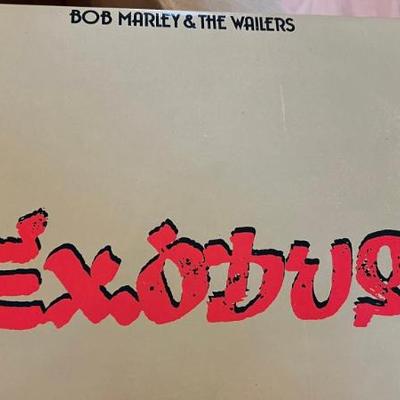 BOB MARLEY & THE WAILERS
EXODUS